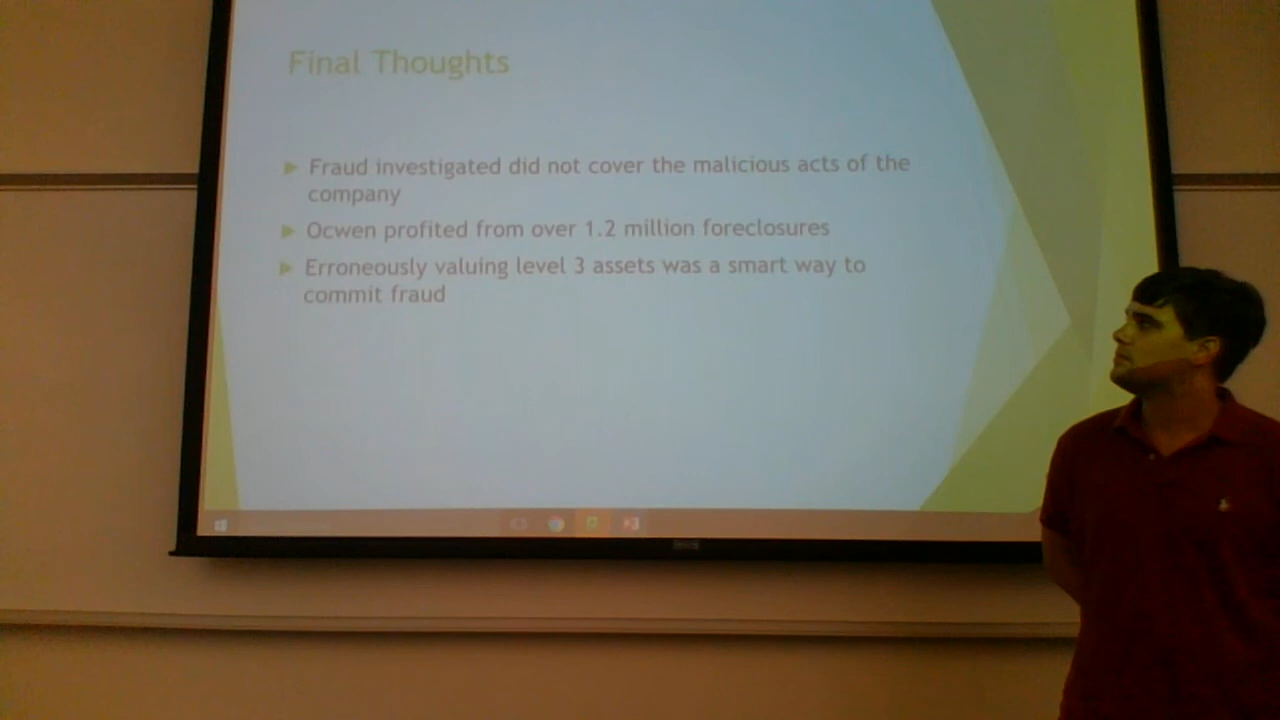 Final Thoughts
Fraud investigated did not cover the malicious acts of the
company
Ocwen profited from over 1.2 million foreclosures
Erroneously valuing level 3 assets was a smart way to
commit fraud